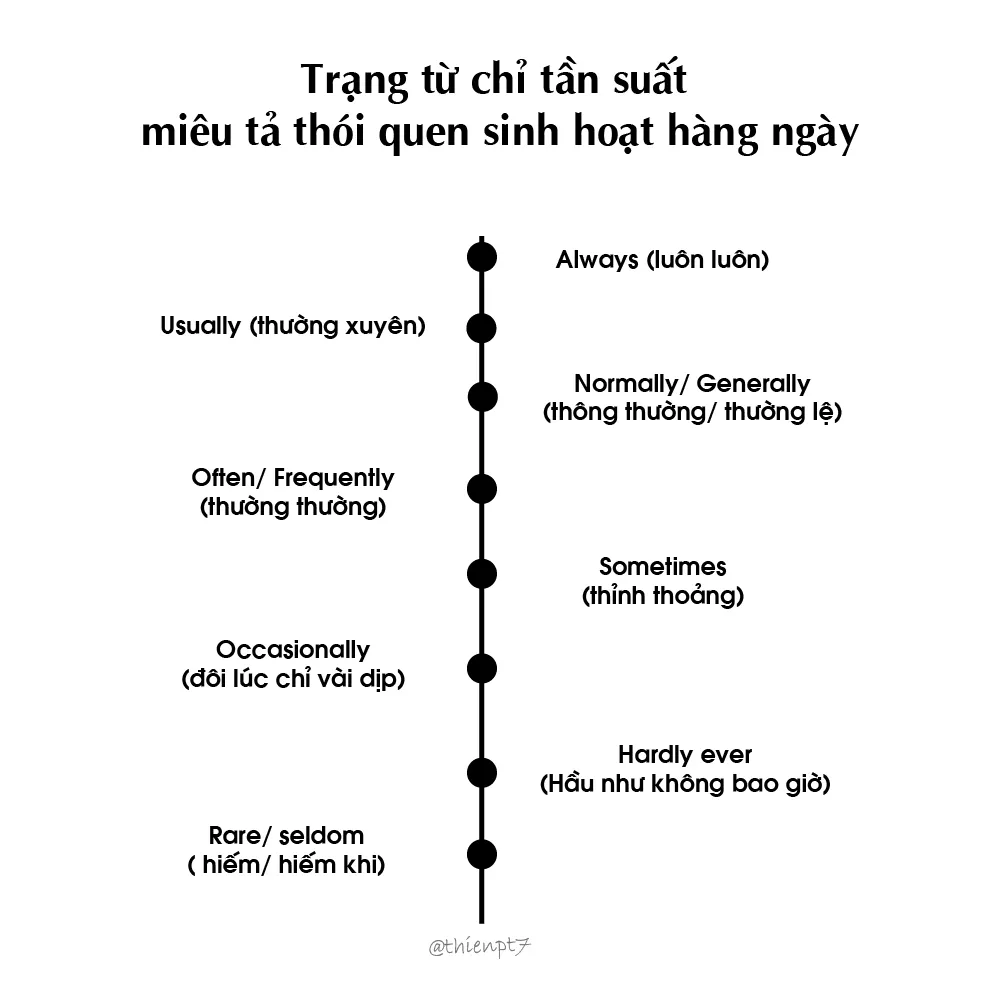 Trạng từ chỉ tần suất
miêu tả thói quen sinh hoạt hàng ngày
Always (luôn luôn)
Usually (thường xuyên)
Normally/ Generally
(thông thường/ thường lệ)
Often/ Frequently
(thường thường)
Sometimes
(thỉnh thoảng)
Occasionally
(đôi lúc chỉ vài dịp)
Hardly ever
(Hầu như không bao giờ)
Rare/ seldom
( hiếm/ hiếm khi)
@thienpt7